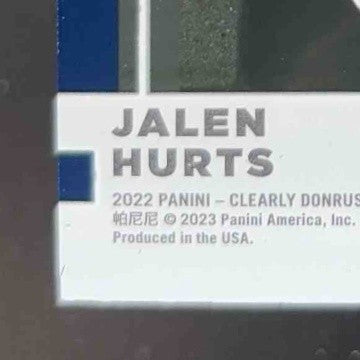 JALEN
HURTS
2022 PANINI – CLEARLY DONRUS
帕尼尼 © 2023 Panini America, Inc.
Produced in the USA.